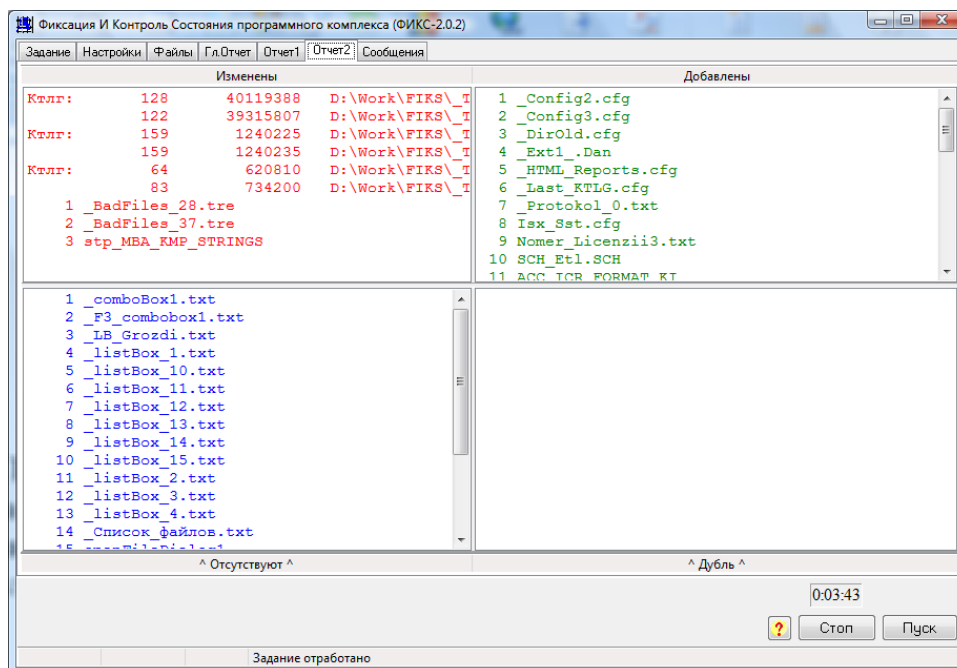 Фиксация И Контроль Состояния программного комплекса (ФИКС-2.0.2)
Задание Настройки Файлы Гл.Отчет Отчет1 Отчет2 Сообщения
Изменены
Ктлг: 128 40119388 D:\Work\FIKS\_T
122 39315807 D:\Work\FIKS\_T
Ктлг: 159 1240225 D:\Work\FIKS\_T
159 1240235 D:\Work\FIKS\_T
Ктлг: 64 620810 D:\Work\FIKS\_T
83 734200 D:\Work\FIKS\_T
1 _BadFiles_28.tre
2 _BadFiles_37.tre
3 stp_MBA_KMP_STRINGS
Добавлены
1 _Config2.cfg
2 _Config3.cfg
3 _DirOld.cfg
4 _Ext1_.Dan
5 _HTML_Reports.cfg
6 _Last_KTLG.cfg
7 _Protokol_0.txt
8 Isx_Sst.cfg
9 Nomer_Licenzii3.txt
10 SCH_Etl.SCH
11 ACC_ICR_FORMAT_KT
1 _comboBox1.txt
2 _F3_combobox1.txt
3 _LB_Grozdi.txt
4 _listBox_1.txt
5 _listBox_10.txt
6 _listBox_11.txt
7 _listBox_12.txt
8 _listBox_13.txt
9 _listBox_14.txt
10 _listBox_15.txt
11 _listBox_2.txt
12 _listBox_3.txt
13 _listBox_4.txt
14 _Список_файлов.txt
15 openFileDialog1
^ Отсутствуют ^
^ Дубль ^
0:03:43
? Стоп Пуск
Задание отработано